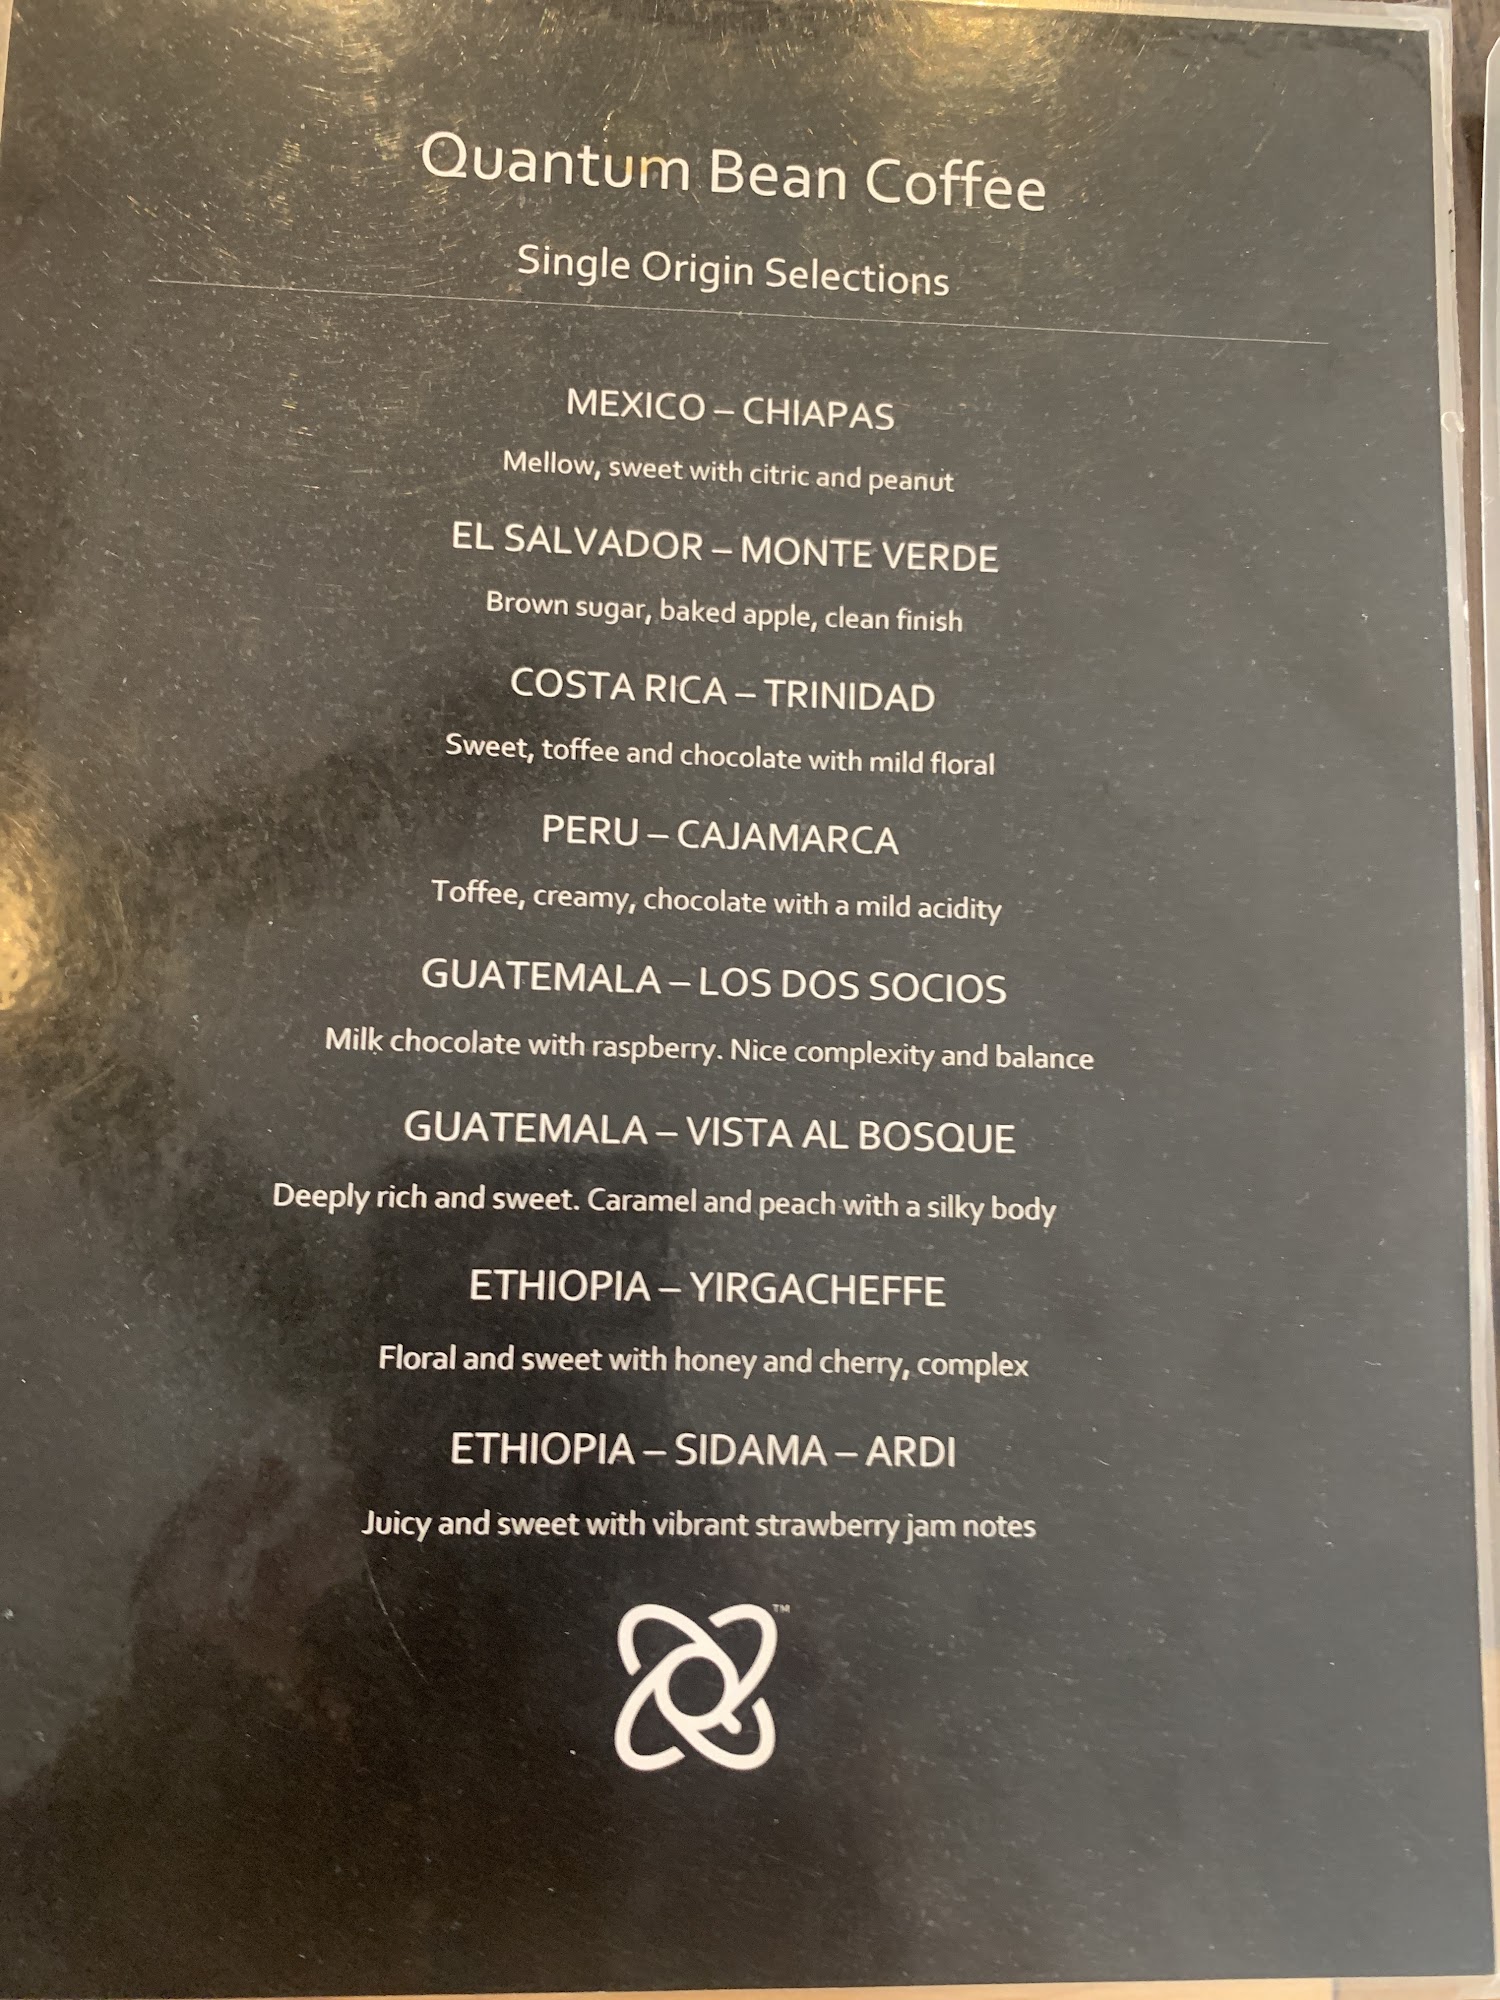 Quantum Bean Coffee
Single Origin Selections
MEXICO – CHIAPAS
Mellow, sweet with citric and peanut
EL SALVADOR – MONTE VERDE
Brown sugar, baked apple, clean finish
COSTA RICA – TRINIDAD
Sweet, toffee and chocolate with mild floral
PERU – CAJAMARCA
Toffee, creamy, chocolate with a mild acidity
GUATEMALA – LOS DOS SOCIOS
Milk chocolate with raspberry. Nice complexity and balance
GUATEMALA – VISTA AL BOSQUE
Deeply rich and sweet. Caramel and peach with a silky body
ETHIOPIA – YIRGACHEFFE
Floral and sweet with honey and cherry, complex
ETHIOPIA – SIDAMA – ARDI
Juicy and sweet with vibrant strawberry jam notes
TM